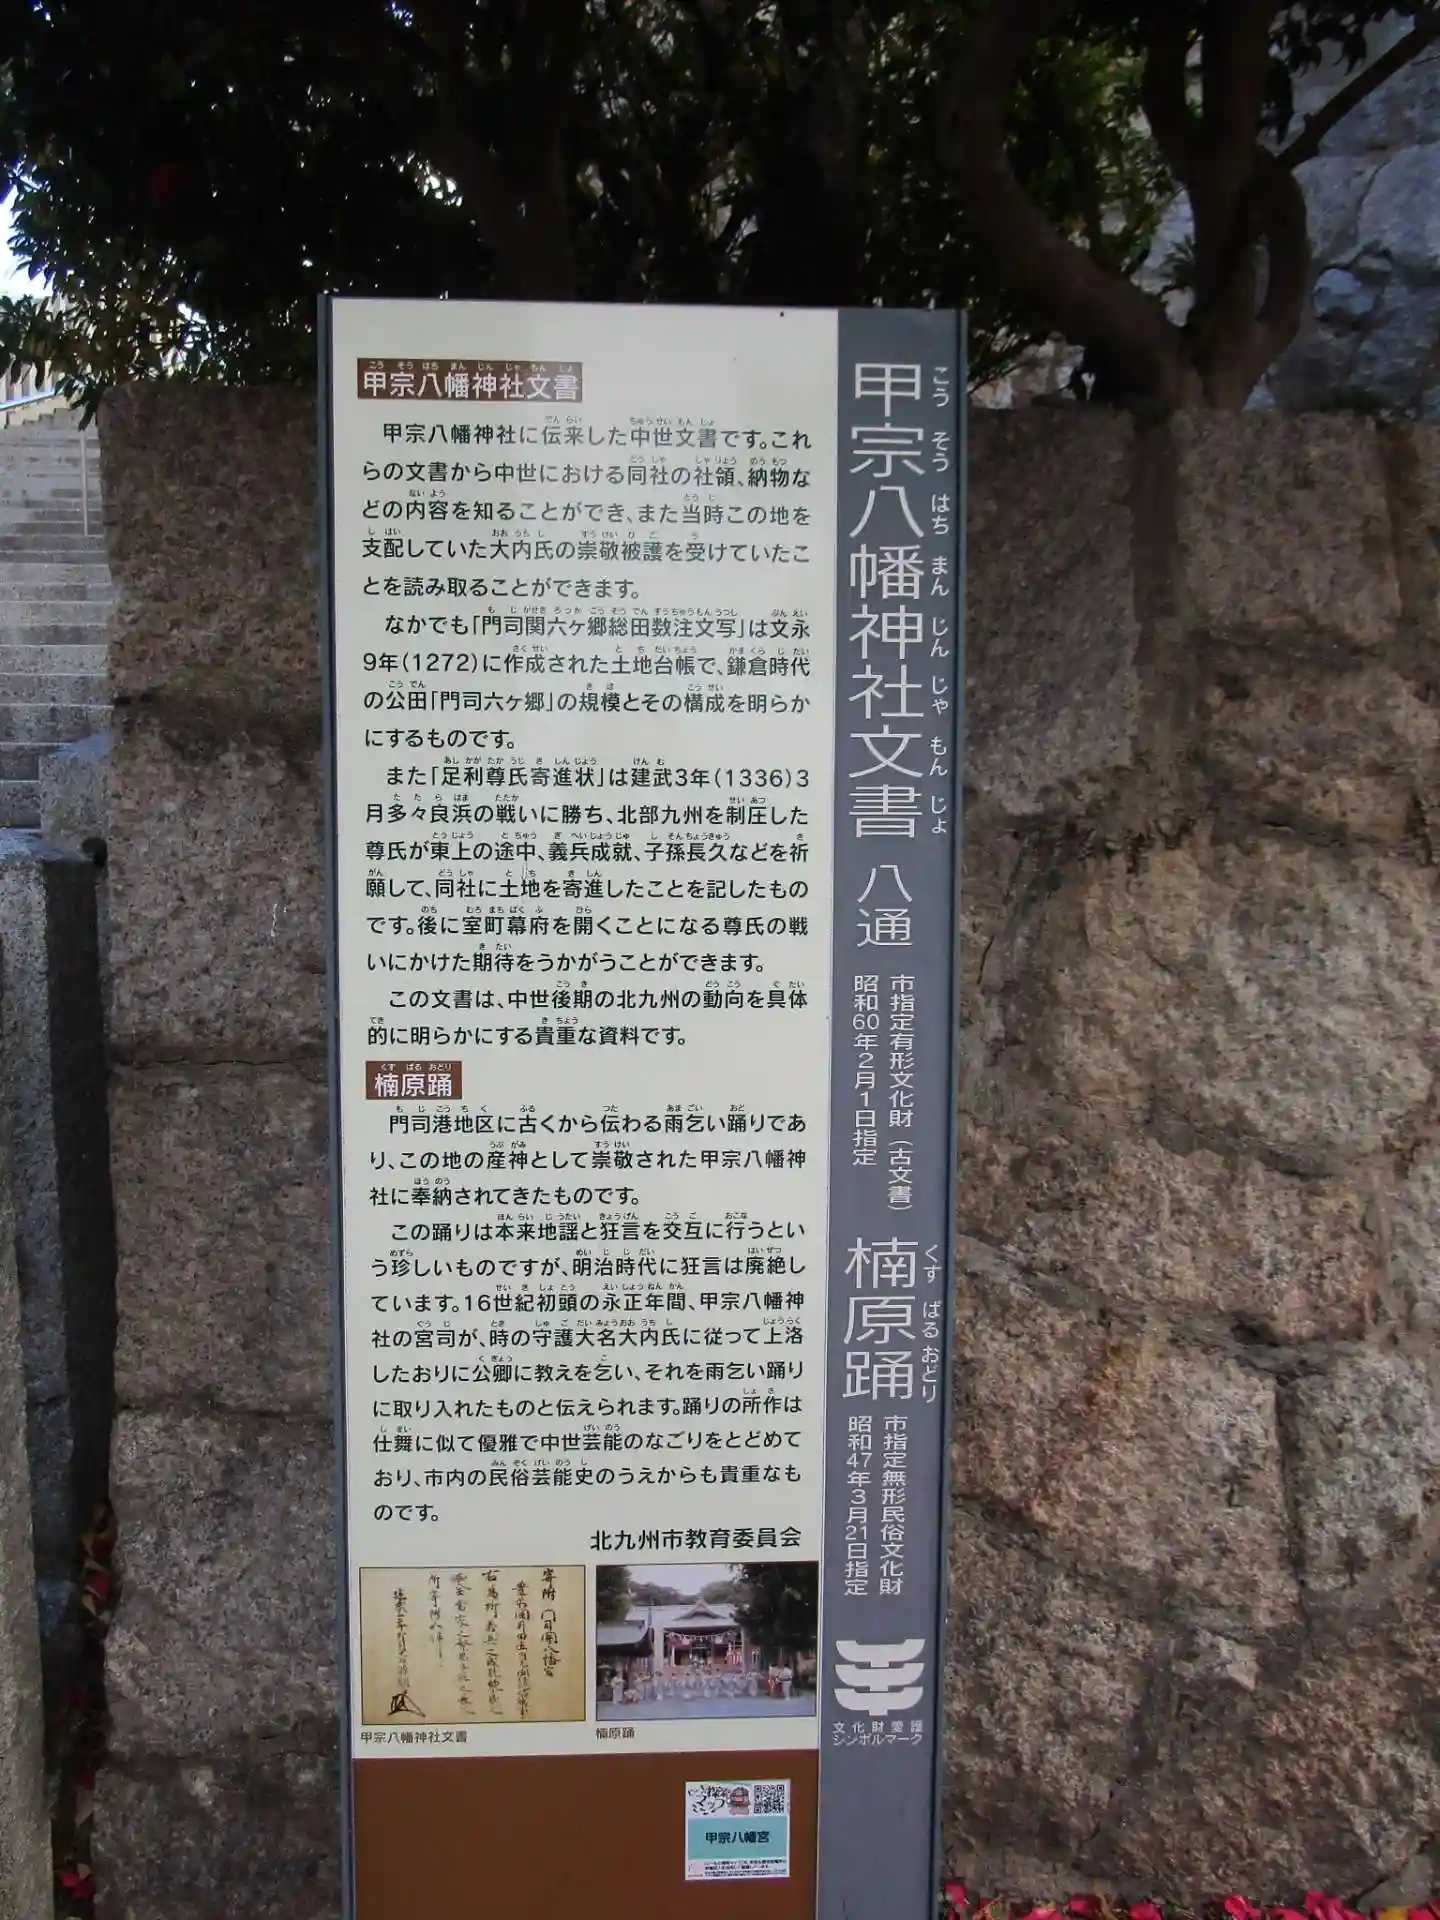 甲宗八幡神社文書
甲宗八幡神社に伝来した中世文書です。これ
らの文書から中世における同社の社領、納物な
どの内容を知ることができ、また当時この地を
支配していた大内氏の崇敬被護を受けていたこ
とを読み取ることができます。
なかでも「門司関六ヶ郷総田数注文写」は文永
9年(1272)に作成された土地台帳で、鎌倉時代
の公田「門司六ヶ郷」の規模とその構成を明らか
にするものです。
また「足利尊氏寄進状」は建武3年(1336)3
月多々良浜の戦いに勝ち、北部九州を制圧した
尊氏が東上の途中、義兵成就、子孫長久などを祈
願して、同社に土地を寄進したことを記したもの
です。後に室町幕府を開くことになる尊氏の戦
いにかけた期待をうかがうことができます。
この文書は、中世後期の北九州の動向を具体
的に明らかにする貴重な資料です。
楠原踊
門司港地区に古くから伝わる雨乞い踊りであ
り、この地の産神として崇敬された甲宗八幡神
社に奉納されてきたものです。
この踊りは本来地謡と狂言を交互に行うとい
う珍しいものですが、明治時代に狂言は廃絶し
ています。16世紀初頭の永正年間、甲宗八幡神
社の宮司が、時の守護大名大内氏に従って上洛
したおりに公卿に教えを乞い、それを雨乞い踊り
に取り入れたものと伝えられます。踊りの所作は
仕舞に似て優雅で中世芸能のなごりをとどめて
おり、市内の民俗芸能史のうえからも貴重なも
のです。
北九州市教育委員会
甲宗八幡神社文書
楠原踊
甲宗八幡神社文書 八通
こうそうはちまんじんじゃもんじょ
市指定有形文化財(古文書)
昭和60年2月1日指定
楠原踊
くすばるおどり
市指定無形民俗文化財
昭和47年3月21日指定
文化財愛護
シンボルマーク
甲宗八幡宮